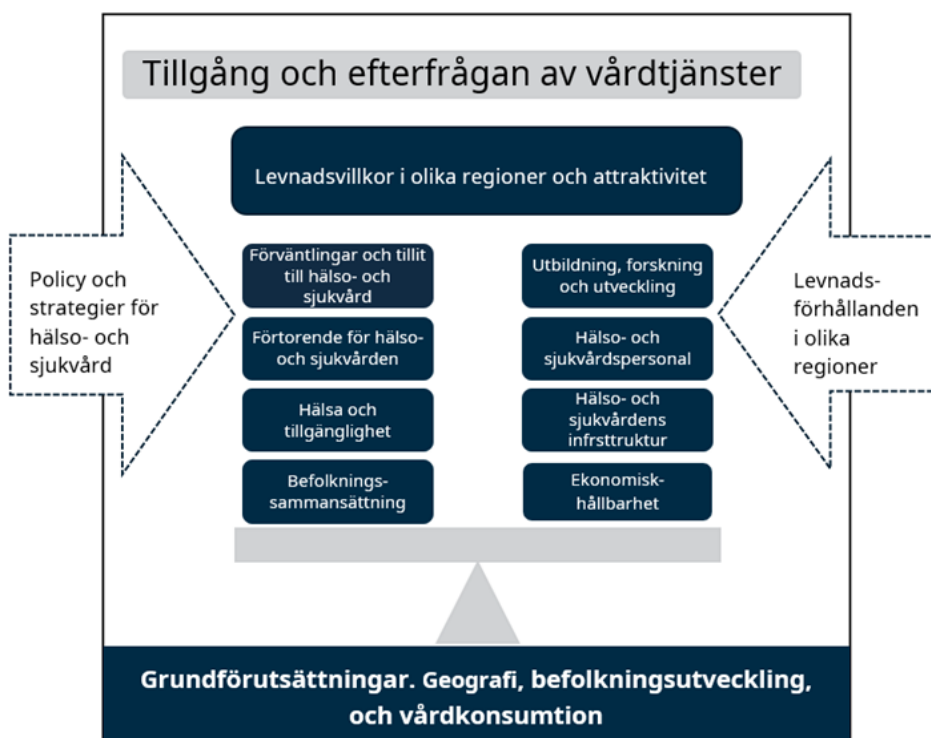 Tillgång och efterfrågan av vårdtjänster
Levnadsvillkor i olika regioner och attraktivitet
Policy och
strategier för
hälso- och
sjukvård
Förväntlingar och tillit
till hälso- och
sjukvård
Förtorende för hälso-
och sjukvården
Hälsa och
tillgänglighet
Befolknings-
sammansättning
Utbildning, forskning
och utveckling
Hälso- och
sjukvårdspersonal
Hälso- och
sjukvårdens
infrsttruktur
Ekonomisk-
hållbarhet
Levnads-
förhållanden
i olika
regioner
Grundförutsättningar. Geografi, befolkningsutveckling,
och vårdkonsumtion